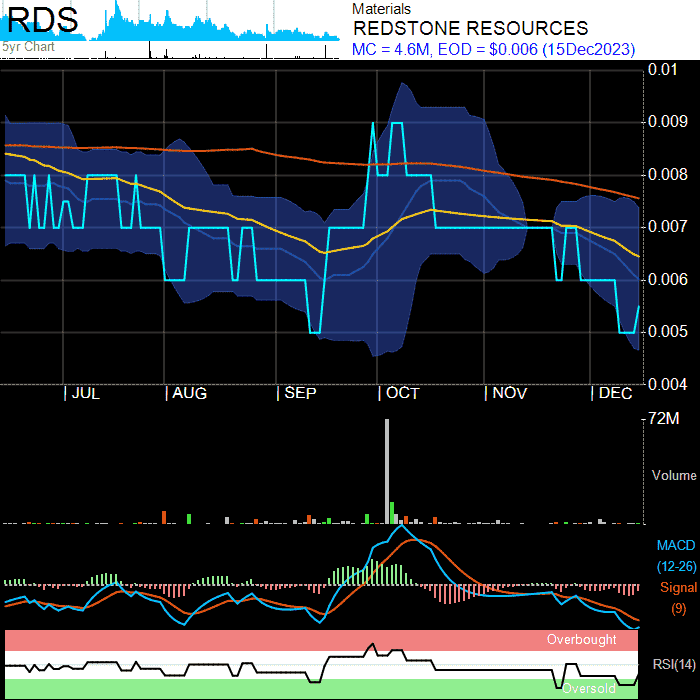 RDS
5yr Chart
Materials
REDSTONE RESOURCES
MC = 4.6M, EOD = $0.006 (15Dec2023)
0.01
0.009
0.008
0.007
0.006
0.005
0.004
JUL AUG SEP OCT NOV DEC
72M
Volume
MACD
(12-26)
Signal
(9)
Overbought
RSI(14)
Oversold